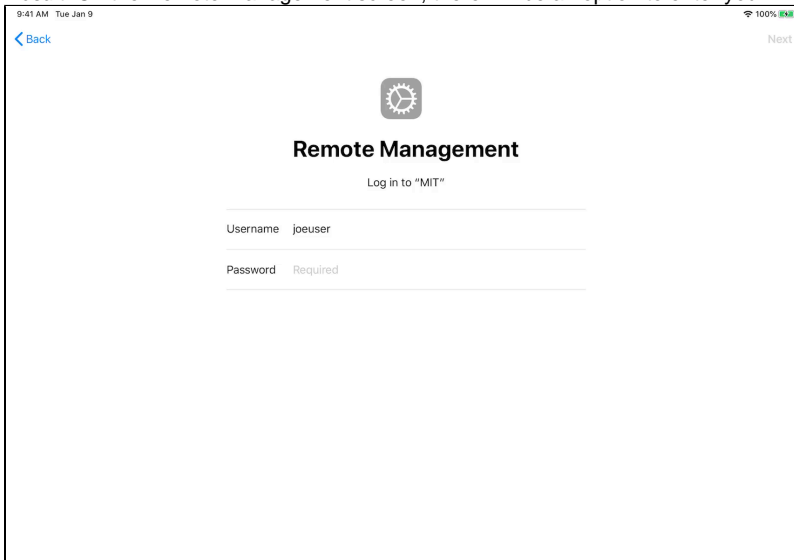 9:41 AM Tue Jan 9
100%
Back
Next
Remote Management
Log in to “MIT”
Username joeuser
Password Required